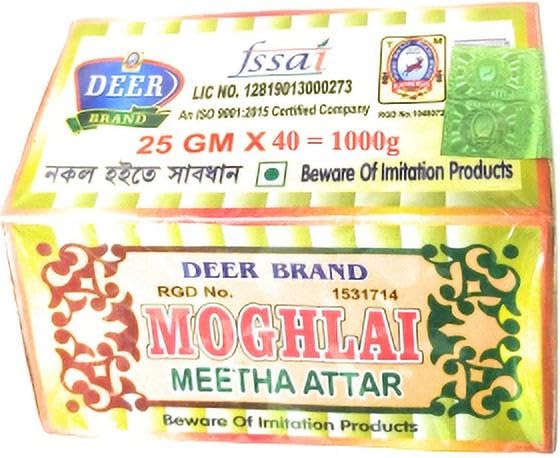 DEER
BRAND
fssai
LIC NO. 12819013000273
An ISO 9001:2015 Certified Company
T M
25 GM X 40 = 1000g
নকল হইতে সাবধান
Beware Of Imitation Products
DEER BRAND
RGD No. 1531714
MOGHLAI
MEETHA ATTAR
Beware Of Imitation Products